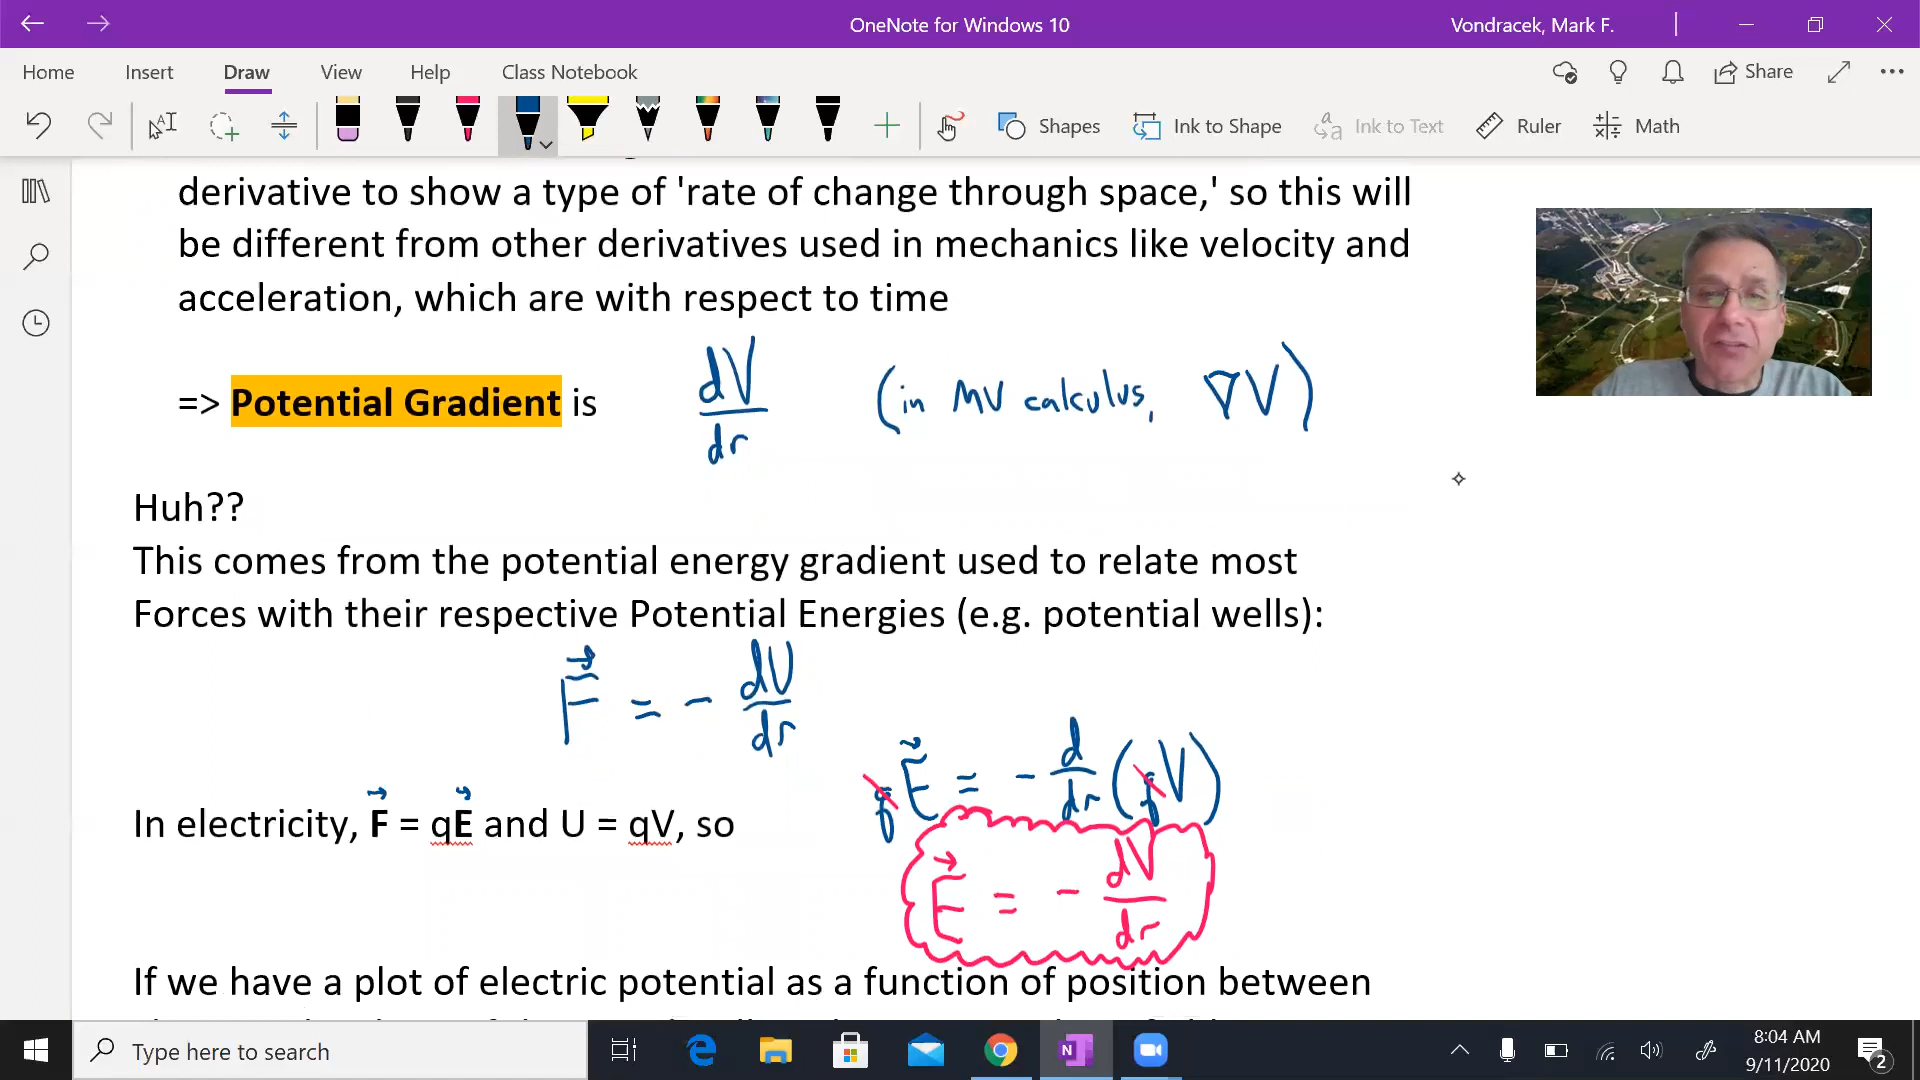 OneNote for Windows 10
Vondracek, Mark F.
Home Insert Draw View Help Class Notebook Share
Shapes Ink to Shape Ink to Text Ruler Math
derivative to show a type of 'rate of change through space,' so this will
be different from other derivatives used in mechanics like velocity and
acceleration, which are with respect to time
=> Potential Gradient is dV/dr (in MV calculus, ∇V)
Huh??
This comes from the potential energy gradient used to relate most
Forces with their respective Potential Energies (e.g. potential wells):
F⃗ = - dU/dr
qE⃗ = - d/dr (qV)
In electricity, F⃗ = qE⃗ and U = qV, so
E⃗ = - dV/dr
If we have a plot of electric potential as a function of position between
Type here to search
8:04 AM
9/11/2020
2